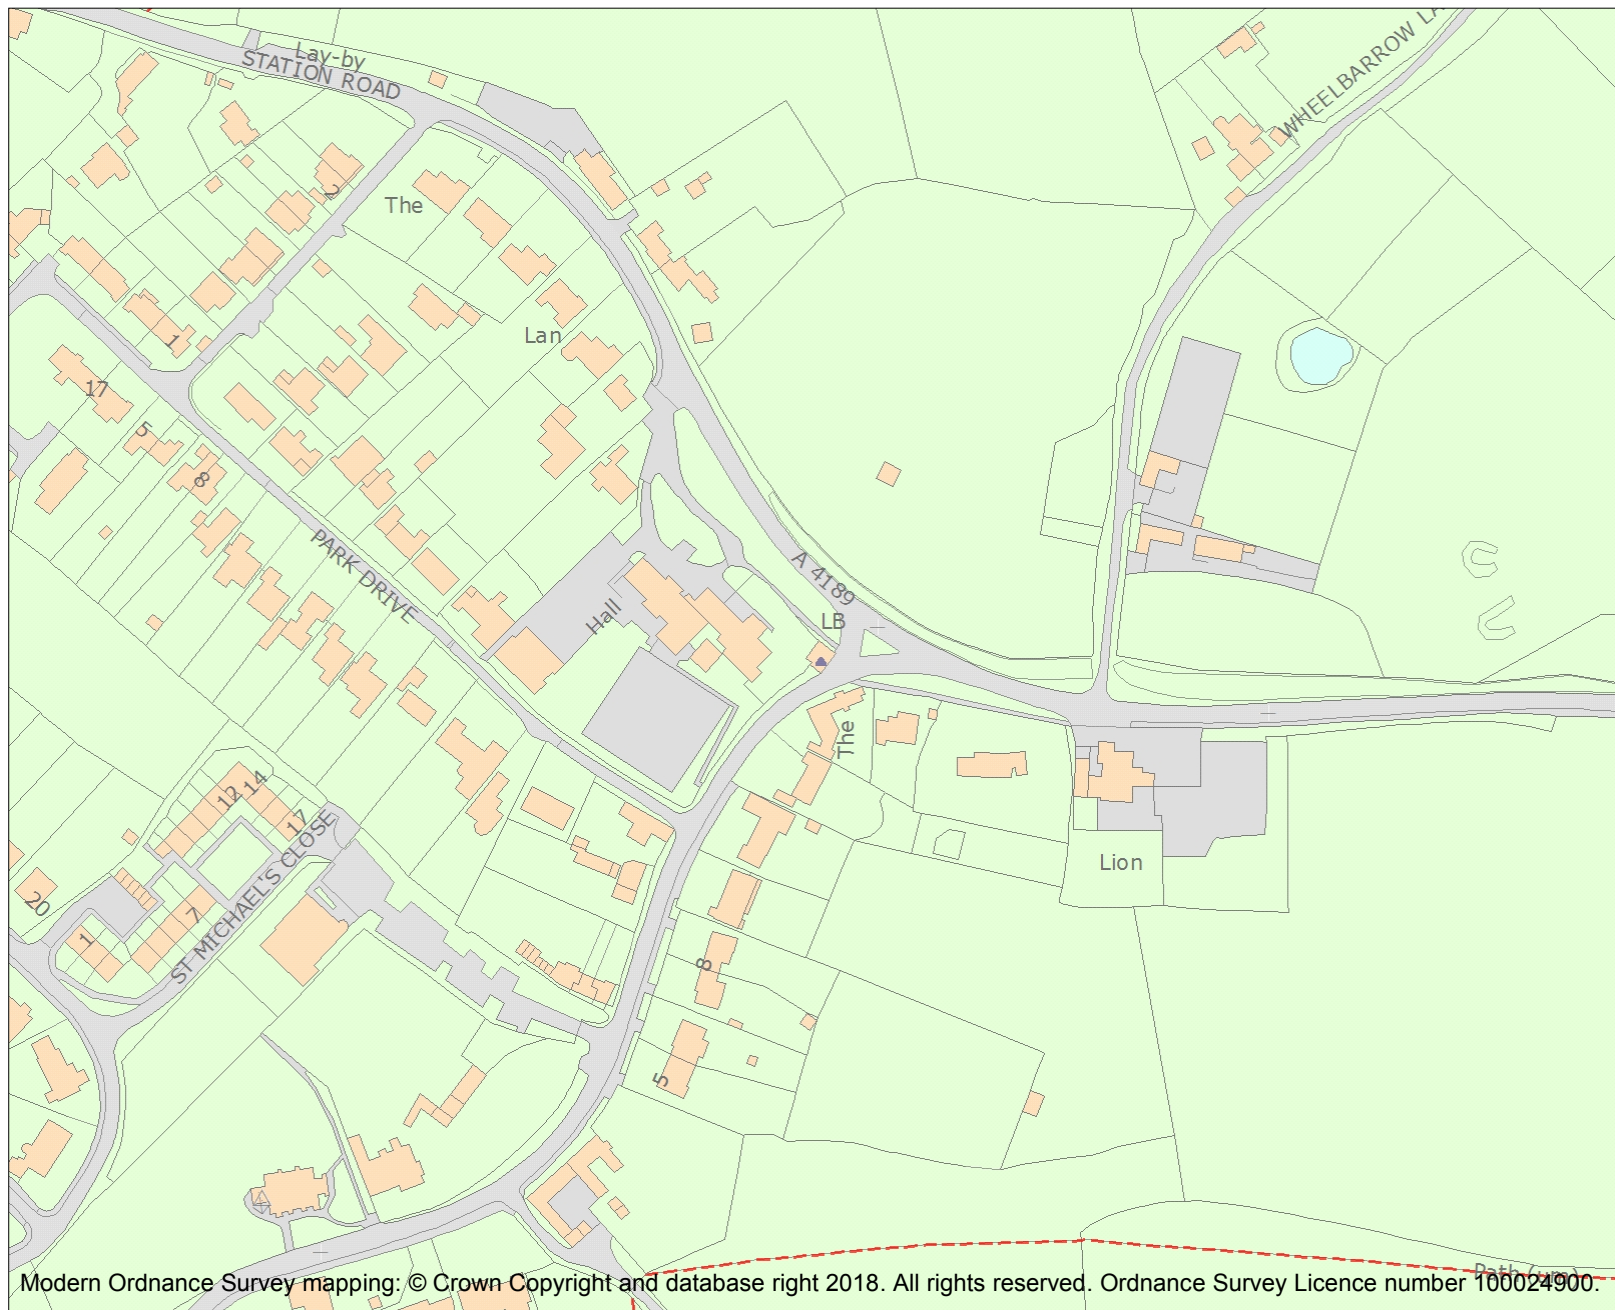 WHEELBARROW LA
Lay-by
STATION ROAD
2
The
Lan
1
17
5
8
PARK DRIVE
A 4189
LB
Hall
The
14
12
17
Lion
20
7
1
ST MICHAEL'S CLOSE
8
5
Path (um)
Modern Ordnance Survey mapping: © Crown Copyright and database right 2018. All rights reserved. Ordnance Survey Licence number 100024900.